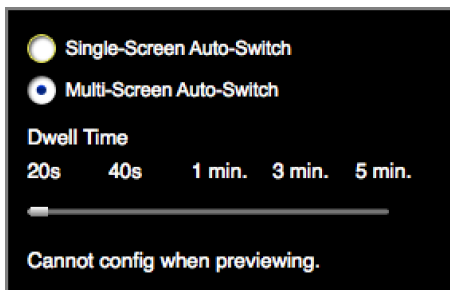 Single-Screen Auto-Switch
Multi-Screen Auto-Switch
Dwell Time
20s 40s 1 min. 3 min. 5 min.
Cannot config when previewing.